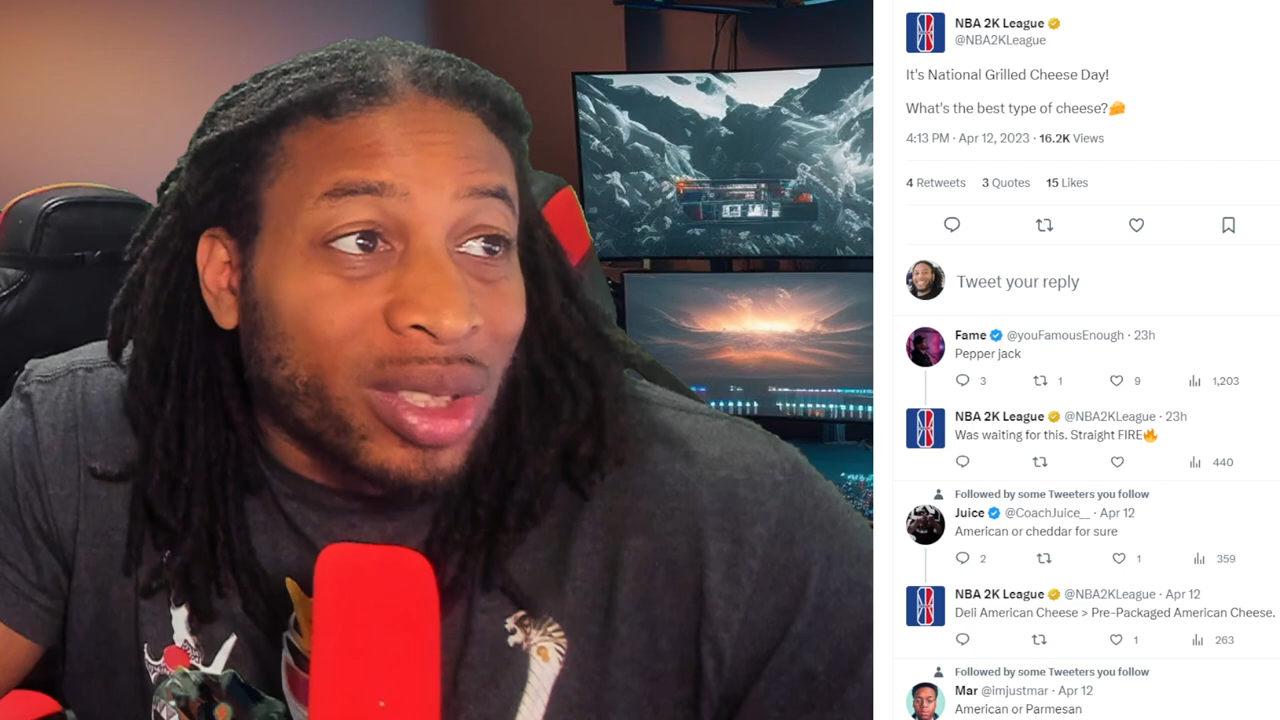 NBA 2K League
@NBA2KLeague
It's National Grilled Cheese Day!
What's the best type of cheese?🧀
4:13 PM · Apr 12, 2023 · 16.2K Views
4 Retweets 3 Quotes 15 Likes
Tweet your reply
Fame @youFamousEnough · 23h
Pepper jack
3 1 9 1,203
NBA 2K League @NBA2KLeague · 23h
Was waiting for this. Straight FIRE🔥
440
Followed by some Tweeters you follow
Juice @CoachJuice__ · Apr 12
American or cheddar for sure
2 1 359
NBA 2K League @NBA2KLeague · Apr 12
Deli American Cheese > Pre-Packaged American Cheese.
1 263
Followed by some Tweeters you follow
Mar @imjustmar · Apr 12
American or Parmesan